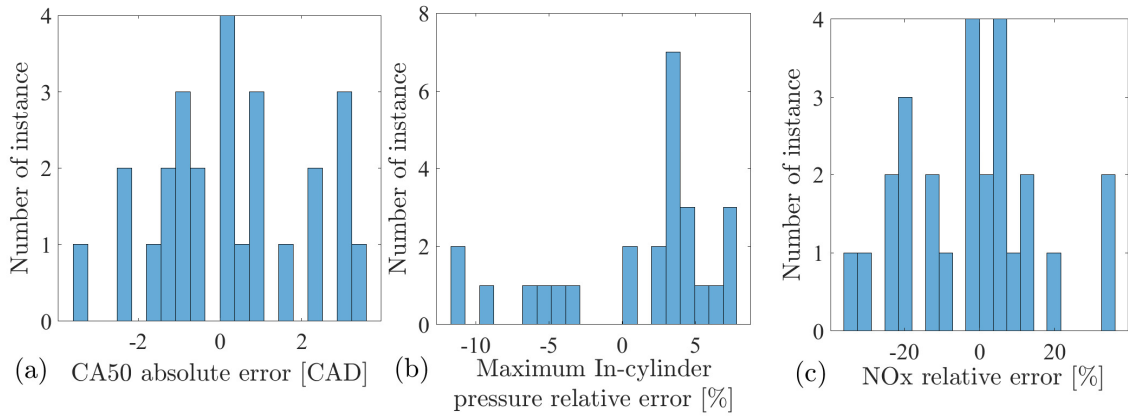 4
3
2
1
0
Number of instance
-2
0
2
(a)
CA50 absolute error [CAD]
8
6
4
2
0
Number of instance
-10
-5
0
5
(b)
Maximum In-cylinder
pressure relative error [%]
4
3
2
1
0
Number of instance
-20
0
20
(c)
NOx relative error [%]